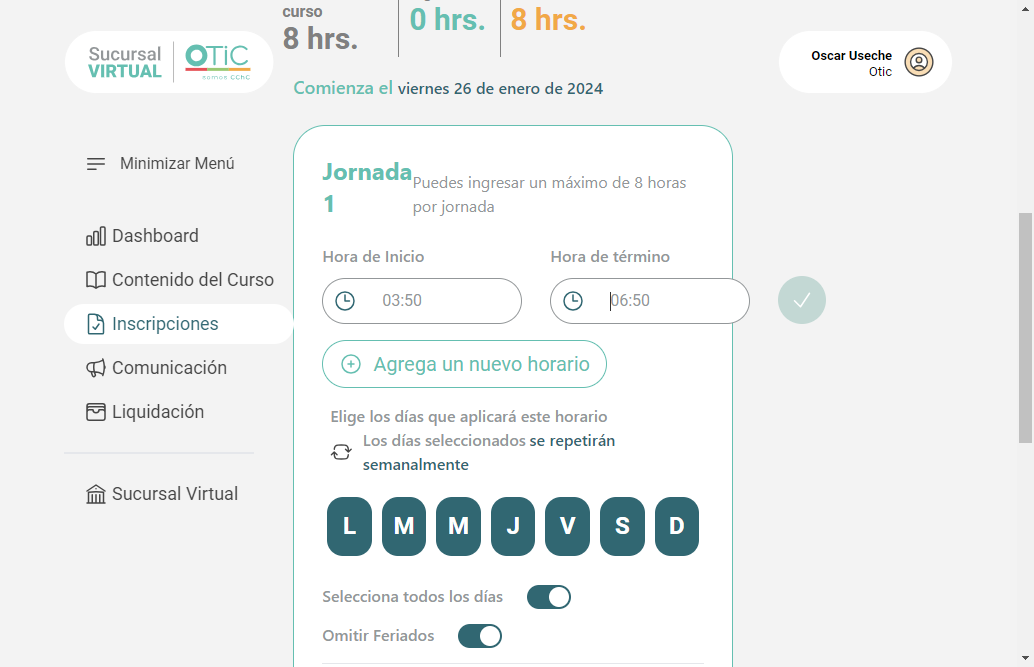 curso
8 hrs.
0 hrs.
8 hrs.
Sucursal
VIRTUAL
OTIC
somos CChC
Oscar Useche
Otic
Comienza el viernes 26 de enero de 2024
Minimizar Menú
Dashboard
Contenido del Curso
Inscripciones
Comunicación
Liquidación
Sucursal Virtual
Jornada
1
Puedes ingresar un máximo de 8 horas
por jornada
Hora de Inicio
Hora de término
03:50
06:50
Agrega un nuevo horario
Elige los días que aplicará este horario
Los días seleccionados se repetirán
semanalmente
L M M J V S D
Selecciona todos los días
Omitir Feriados